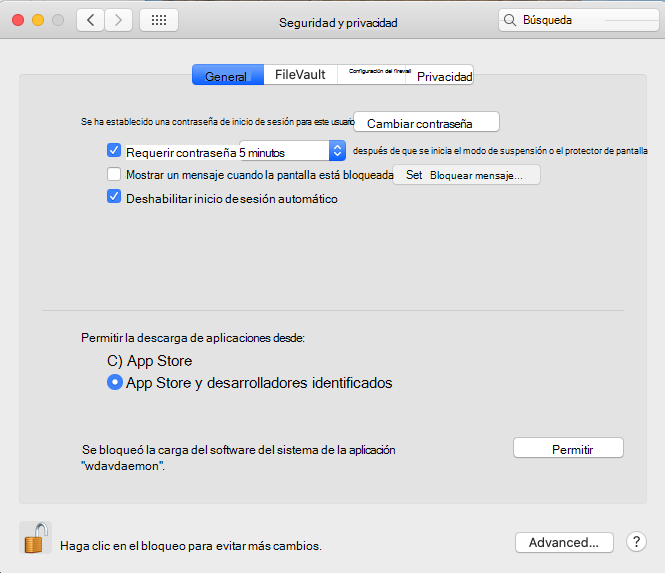 Seguridad y privacidad
Búsqueda
General
FileVault
Configuración del firewall
Privacidad
Se ha establecido una contraseña de inicio de sesión para este usuario
Cambiar contraseña
Requerir contraseña 5 minutos
después de que se inicia el modo de suspensión o el protector de pantalla
Mostrar un mensaje cuando la pantalla está bloqueada
Set Bloquear mensaje...
Deshabilitar inicio de sesión automático
Permitir la descarga de aplicaciones desde:
C) App Store
App Store y desarrolladores identificados
Se bloqueó la carga del software del sistema de la aplicación
"wdavdaemon".
Permitir
Haga clic en el bloqueo para evitar más cambios.
Advanced...
?